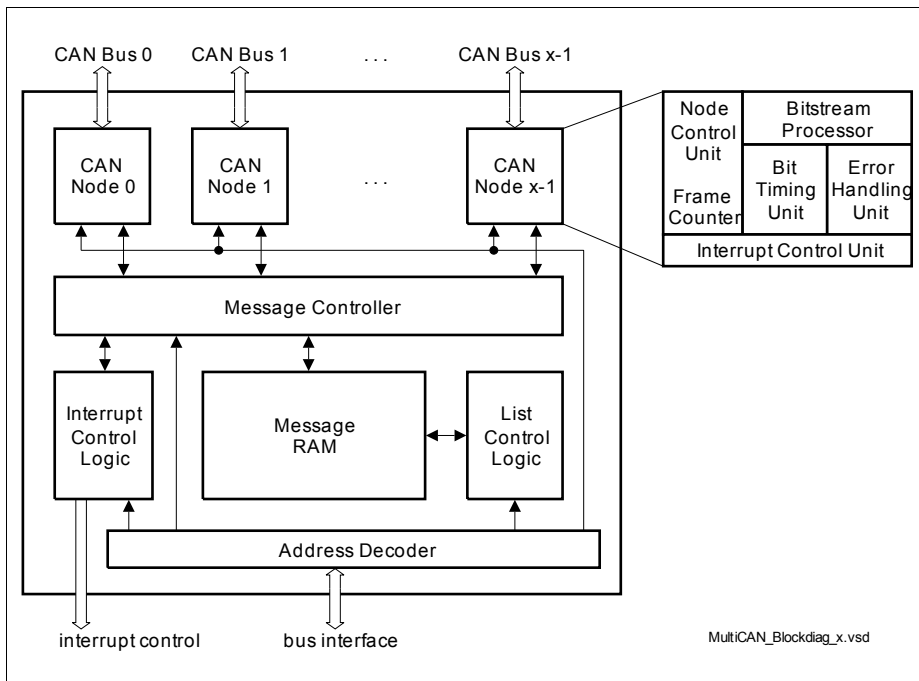 CAN Bus 0
CAN Bus 1
. . .
CAN Bus x-1
CAN
Node 0
CAN
Node 1
. . .
CAN
Node x-1
Node
Control
Unit
Frame
Counter
Bitstream
Processor
Bit
Timing
Unit
Error
Handling
Unit
Interrupt Control Unit
Message Controller
Interrupt
Control
Logic
Message
RAM
List
Control
Logic
Address Decoder
interrupt control
bus interface
MultiCAN_Blockdiag_x.vsd